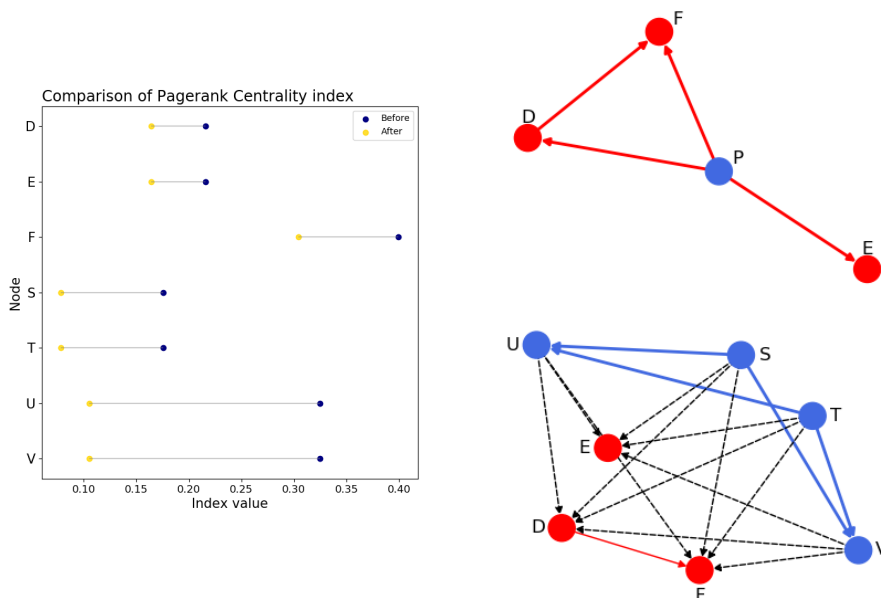 Comparison of Pagerank Centrality index
Before
After
Node
D
E
F
S
T
U
V
0.10 0.15 0.20 0.25 0.30 0.35 0.40
Index value
F
D
P
E
U
S
T
E
D
V
F